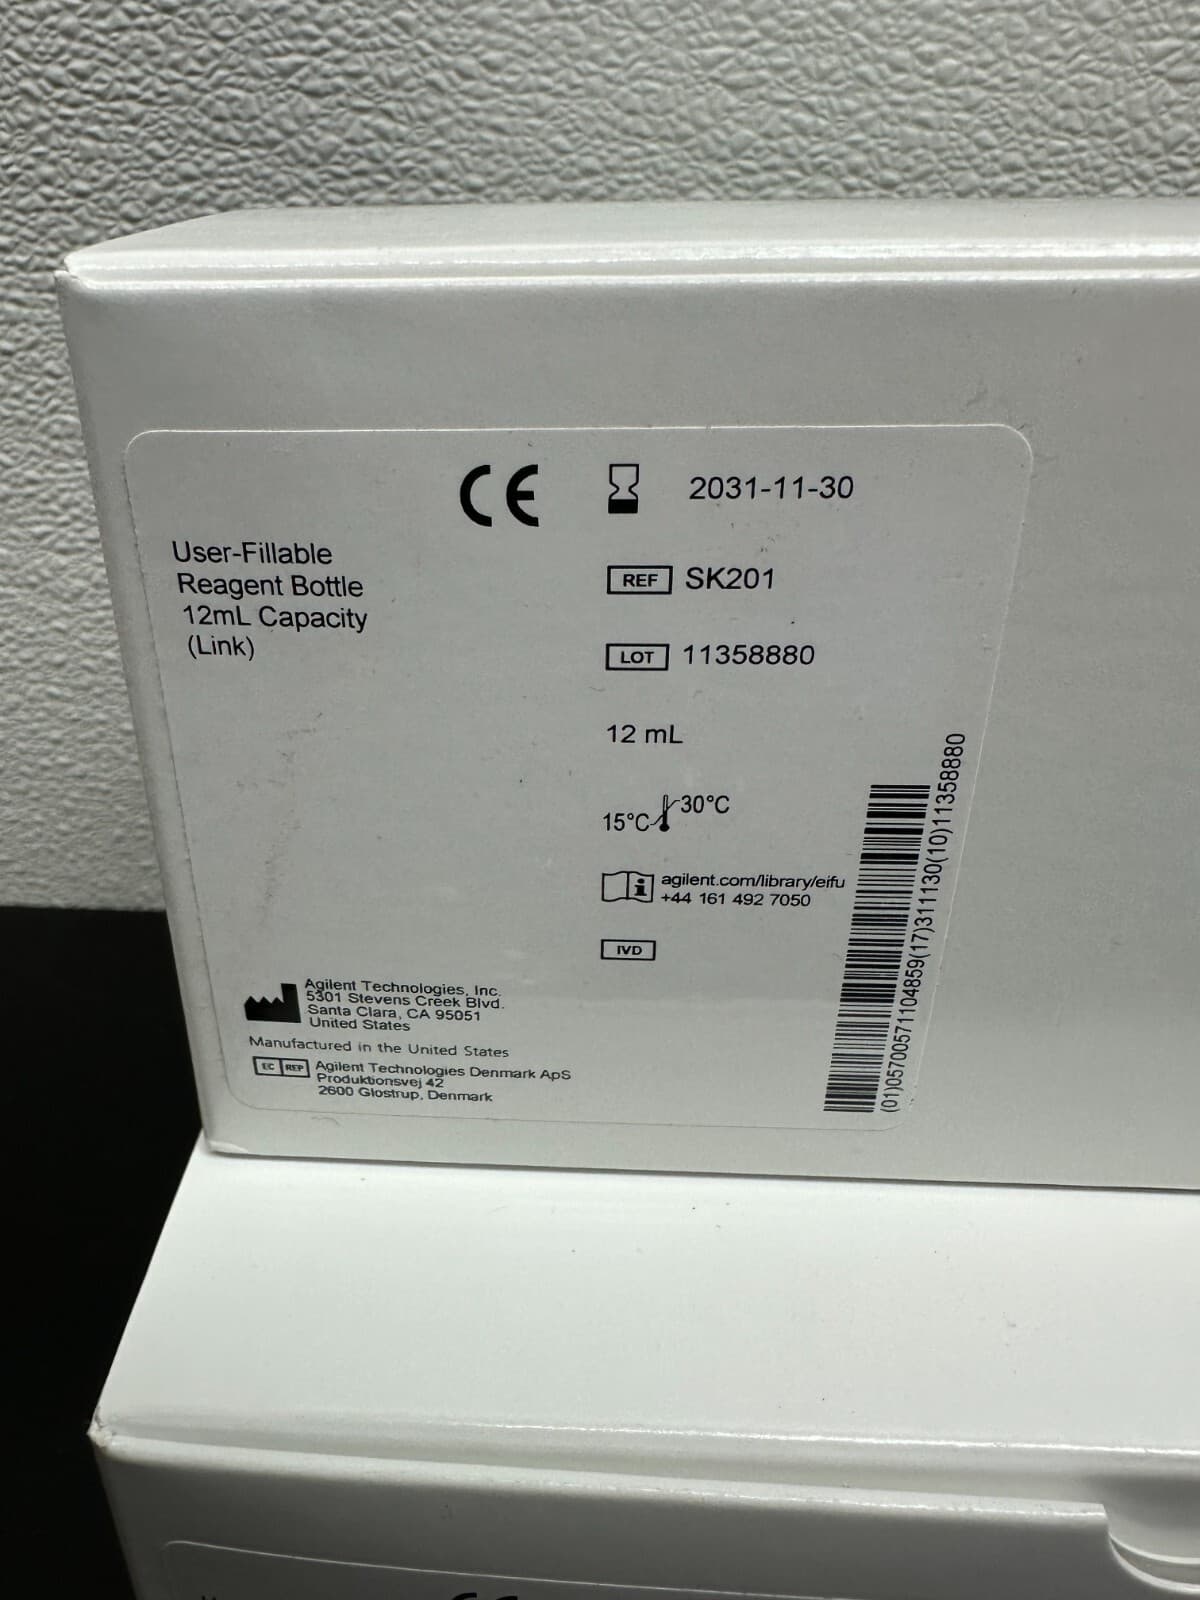 CE
2031-11-30
User-Fillable
Reagent Bottle
12mL Capacity
(Link)
REF SK201
LOT 11358880
12 mL
15°C 30°C
agilent.com/library/eifu
+44 161 492 7050
IVD
Agilent Technologies, Inc.
5301 Stevens Creek Blvd.
Santa Clara, CA 95051
United States
Manufactured in the United States
EC REP Agilent Technologies Denmark ApS
Produktionsvej 42
2600 Glostrup, Denmark
(01)05700571104859(17)311130(10)11358880